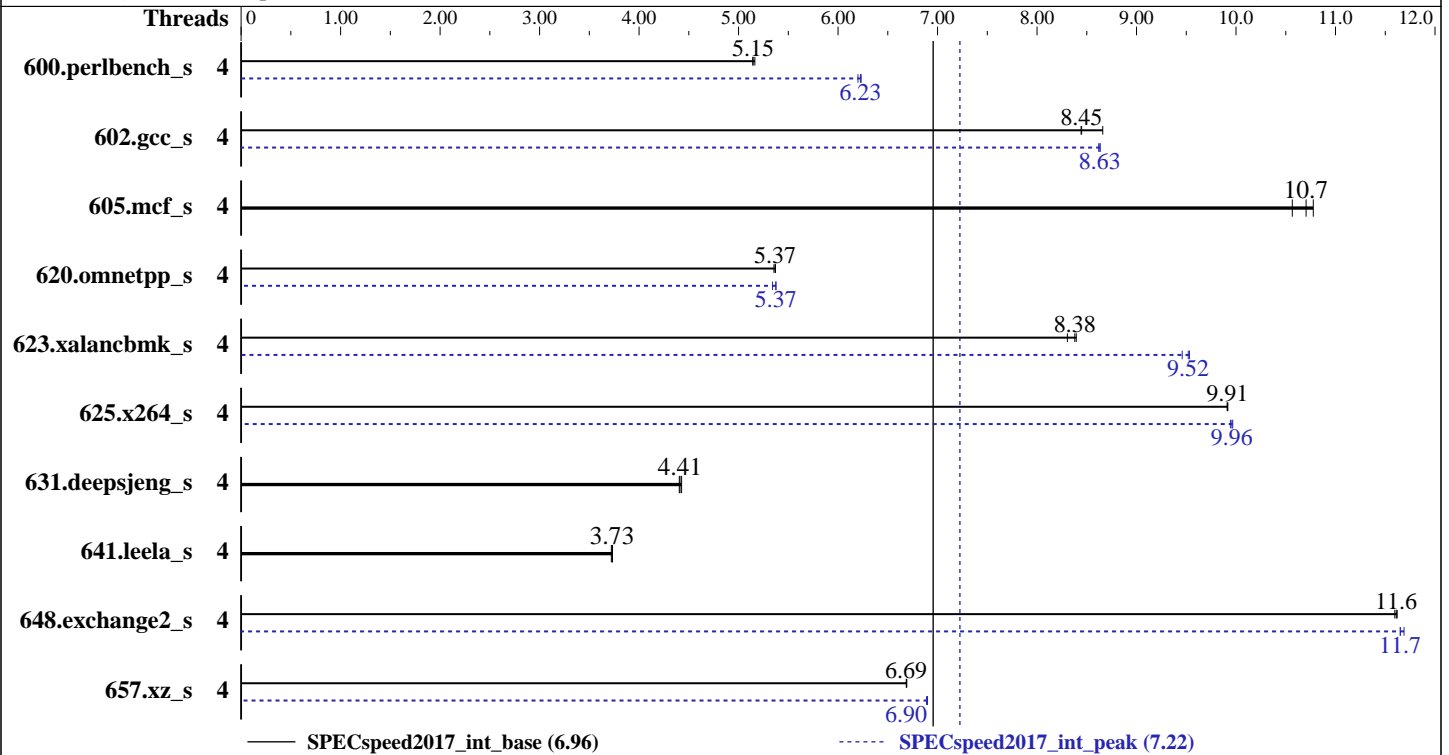 Threads 0 1.00 2.00 3.00 4.00 5.00 6.00 7.00 8.00 9.00 10.0 11.0 12.0
5.15
600.perlbench_s 4
6.23
8.45
602.gcc_s 4
8.63
10.7
605.mcf_s 4
5.37
620.omnetpp_s 4
5.37
8.38
623.xalancbmk_s 4
9.52
9.91
625.x264_s 4
9.96
4.41
631.deepsjeng_s 4
3.73
641.leela_s 4
11.6
648.exchange2_s 4
11.7
6.69
657.xz_s 4
6.90
SPECspeed2017_int_base (6.96) SPECspeed2017_int_peak (7.22)